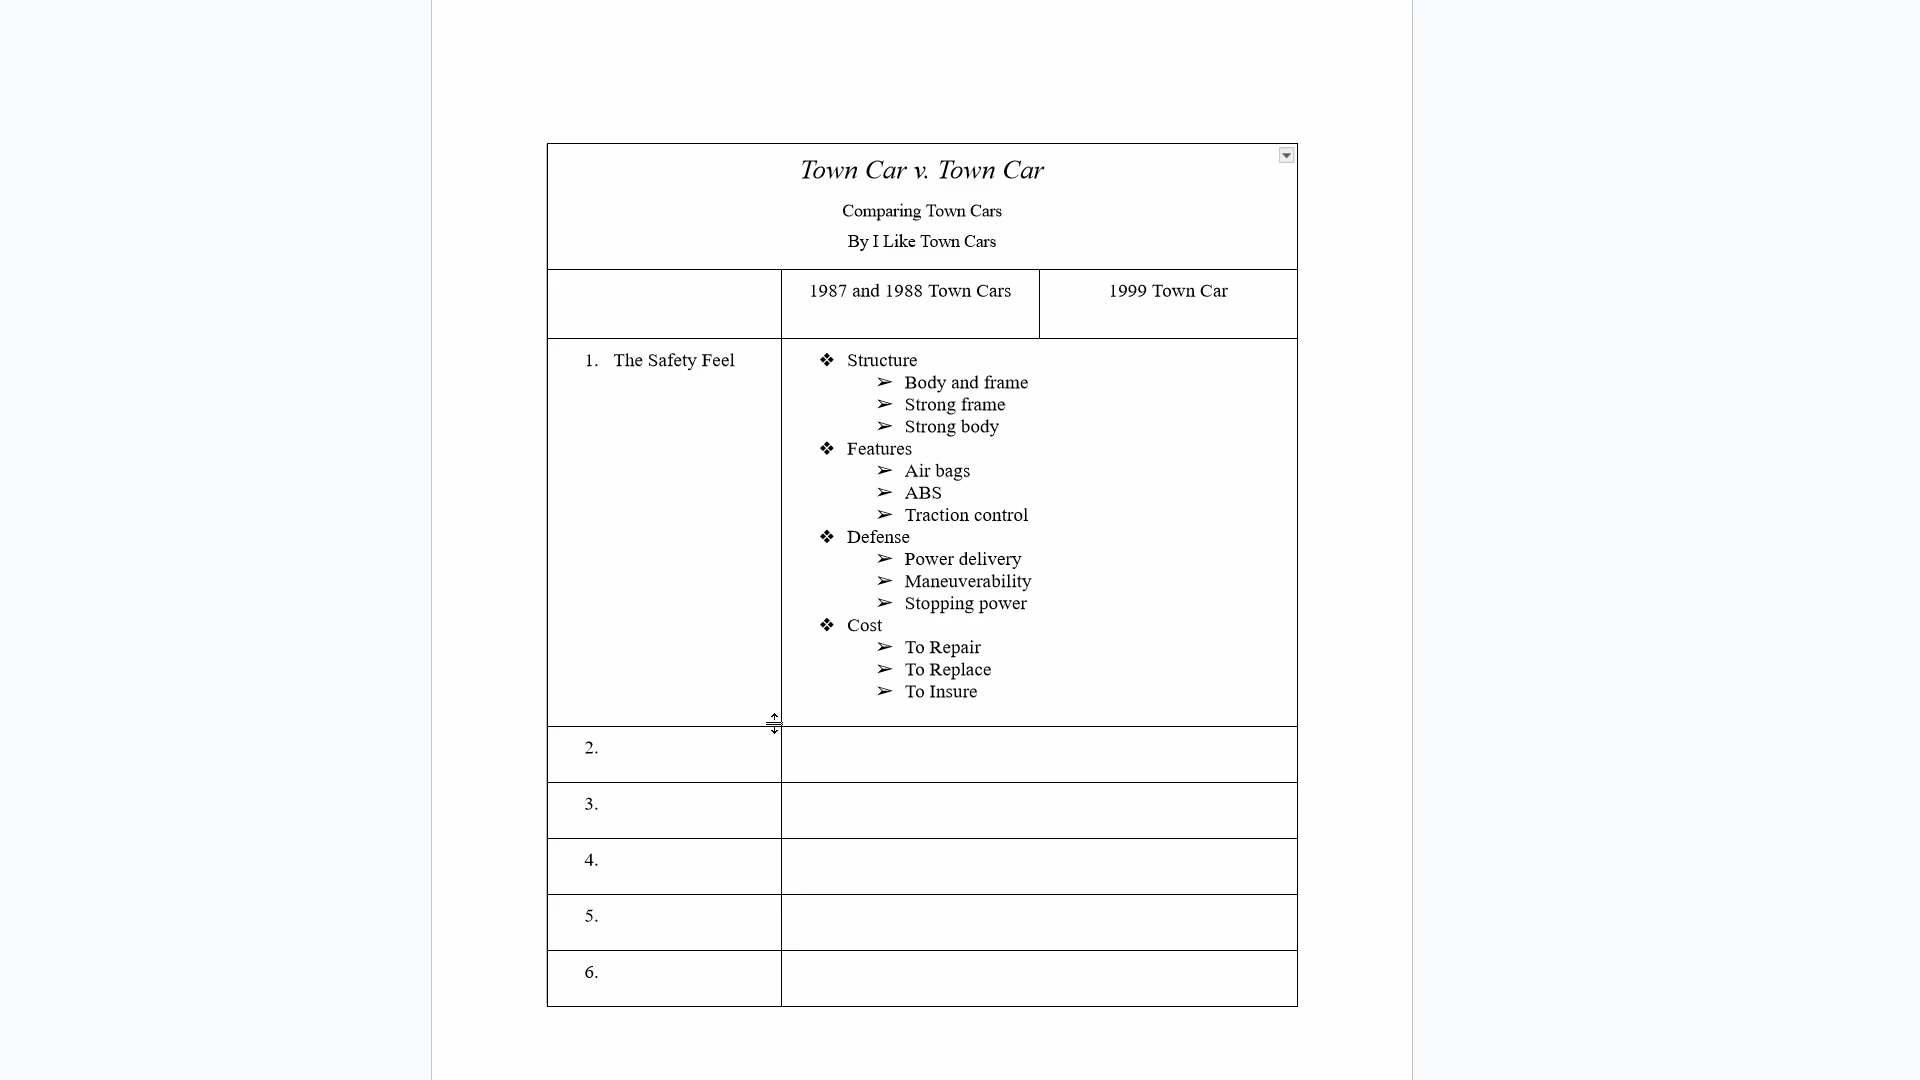 Town Car v. Town Car
Comparing Town Cars
By I Like Town Cars
1987 and 1988 Town Cars
1999 Town Car
1. The Safety Feel
❖ Structure
➢ Body and frame
➢ Strong frame
➢ Strong body
❖ Features
➢ Air bags
➢ ABS
➢ Traction control
❖ Defense
➢ Power delivery
➢ Maneuverability
➢ Stopping power
❖ Cost
➢ To Repair
➢ To Replace
➢ To Insure
2.
3.
4.
5.
6.